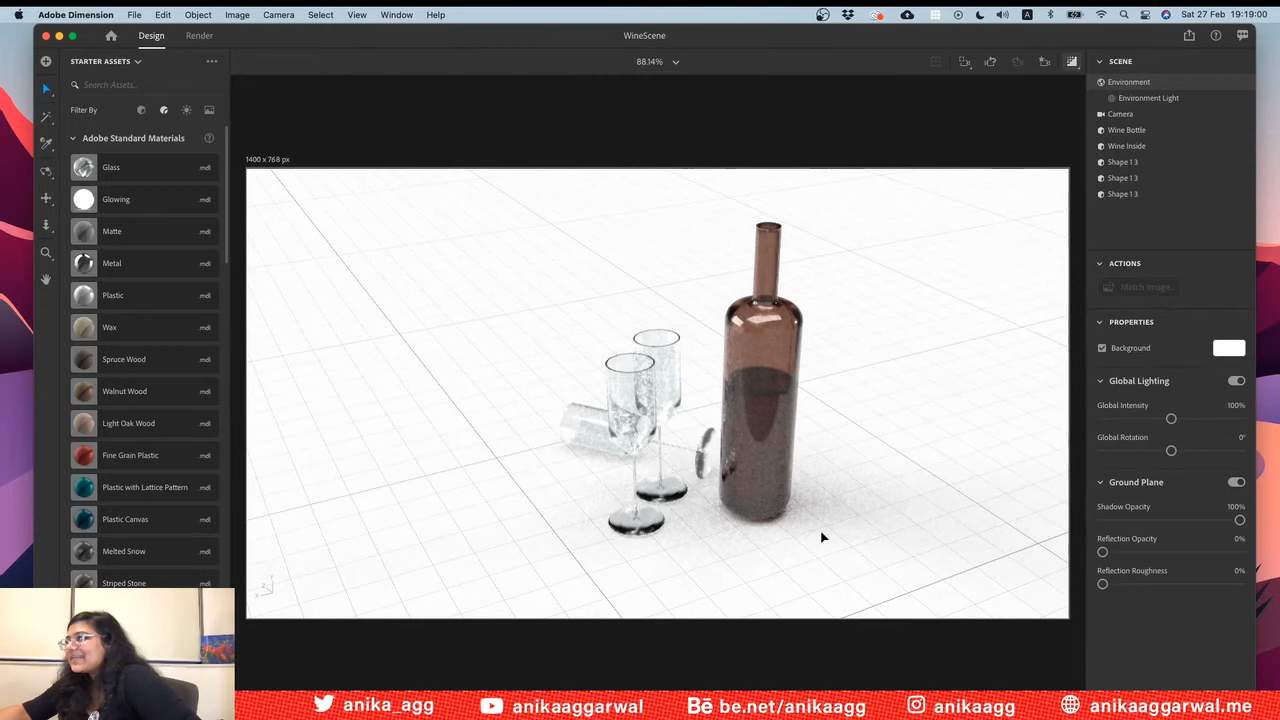 Adobe Dimension File Edit Object Image Camera Select View Window Help
A
Sat 27 Feb 19:19:00
Design Render
WineScene
STARTER ASSETS
88.14%
SCENE
Search Assets...
Environment
Environment Light
Filter By
Camera
Adobe Standard Materials
Wine Bottle
Wine Inside
1400 x 768 px
Shape 1 3
Glass .mdl
Shape 1 3
Shape 1 3
Glowing .mdl
Matte .mdl
Metal .mdl
ACTIONS
Match Image...
Plastic .mdl
PROPERTIES
Wax .mdl
Background
Spruce Wood .mdl
Global Lighting
Walnut Wood .mdl
Global Intensity 100%
Light Oak Wood .mdl
Global Rotation 0°
Fine Grain Plastic .mdl
Plastic with Lattice Pattern .mdl
Ground Plane
Shadow Opacity 100%
Plastic Canvas .mdl
Reflection Opacity 0%
Melted Snow .mdl
Reflection Roughness 0%
Striped Stone .mdl
Y
Z
X
anika_agg anikaaggarwal Bē be.net/anikaagg anikaagg anikaaggarwal.me